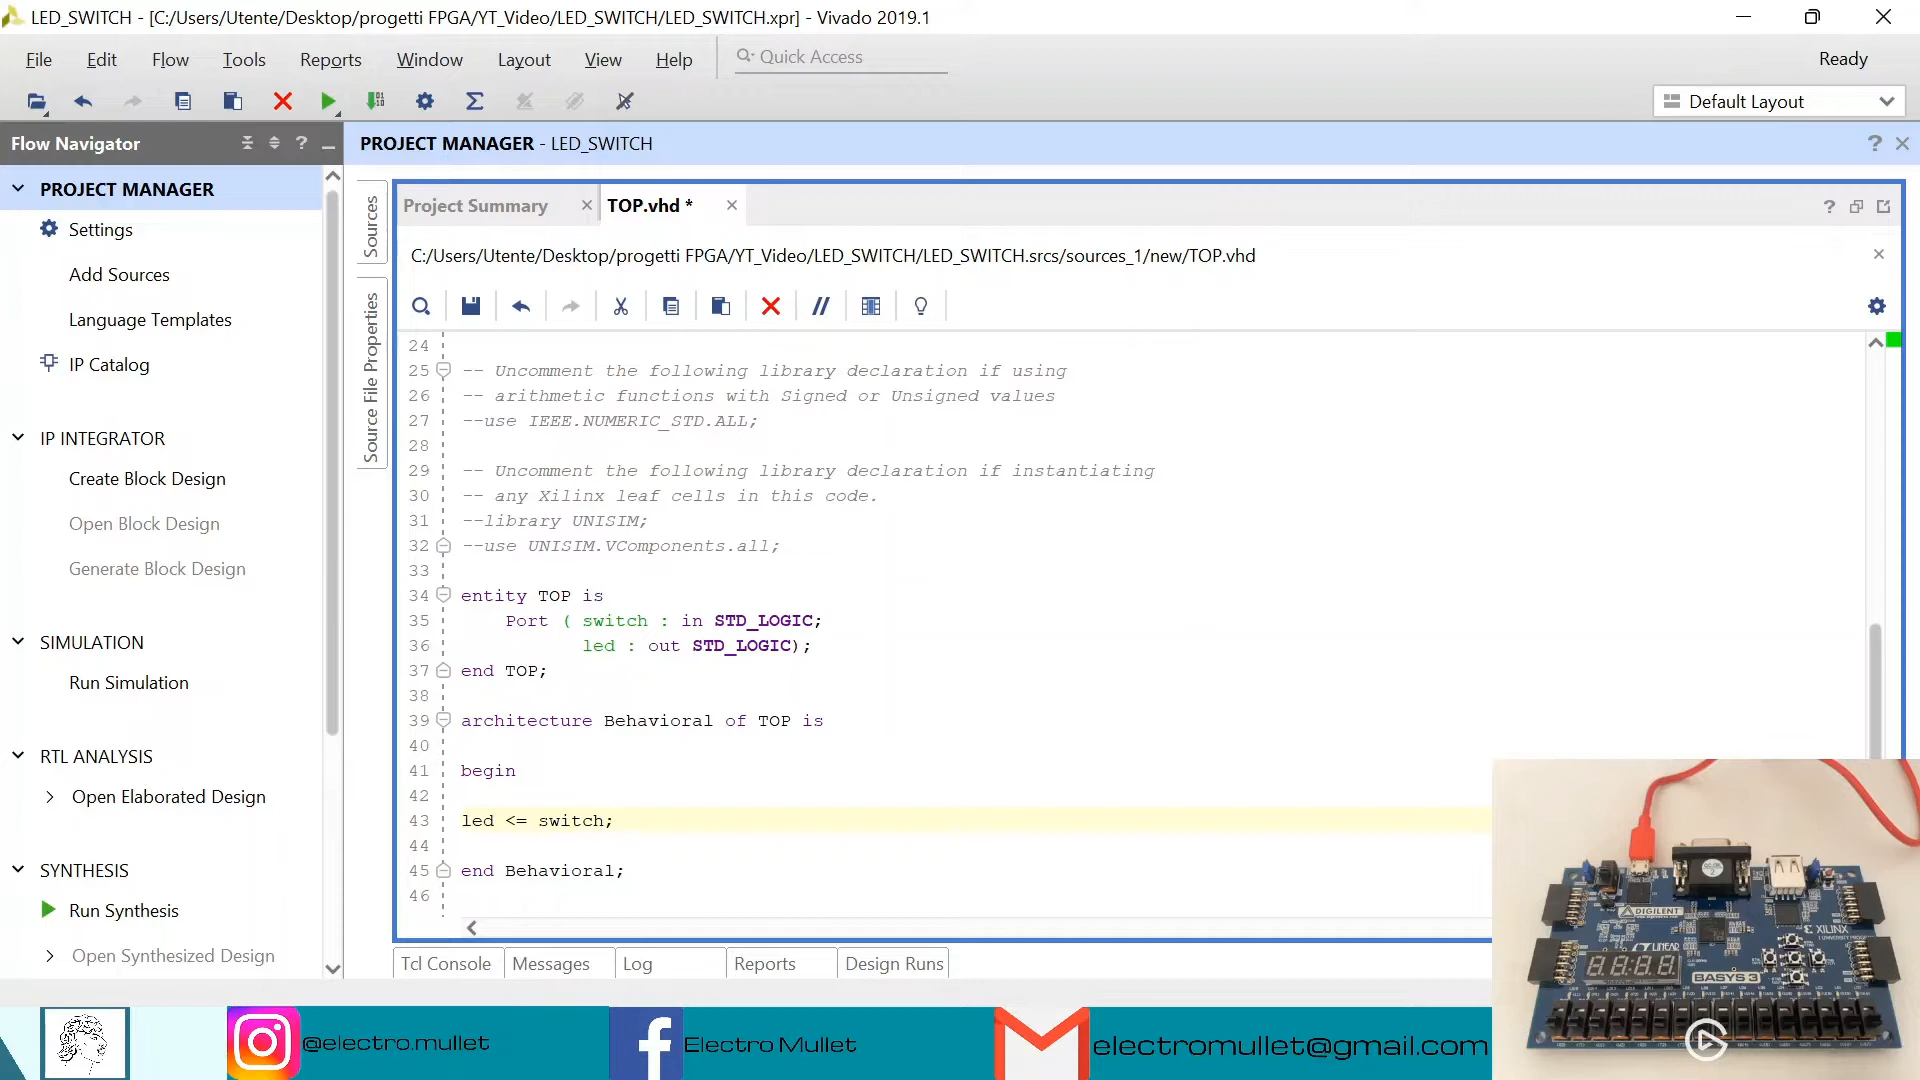 LED_SWITCH - [C:/Users/Utente/Desktop/progetti FPGA/YT_Video/LED_SWITCH/LED_SWITCH.xpr] - Vivado 2019.1
File Edit Flow Tools Reports Window Layout View Help Quick Access Ready
Default Layout
Flow Navigator
PROJECT MANAGER
Settings
Add Sources
Language Templates
IP Catalog
IP INTEGRATOR
Create Block Design
Open Block Design
Generate Block Design
SIMULATION
Run Simulation
RTL ANALYSIS
Open Elaborated Design
SYNTHESIS
Run Synthesis
Open Synthesized Design
PROJECT MANAGER - LED_SWITCH
Sources
Source File Properties
Project Summary TOP.vhd *
C:/Users/Utente/Desktop/progetti FPGA/YT_Video/LED_SWITCH/LED_SWITCH.srcs/sources_1/new/TOP.vhd
24
25 -- Uncomment the following library declaration if using
26 -- arithmetic functions with Signed or Unsigned values
27 --use IEEE.NUMERIC_STD.ALL;
28
29 -- Uncomment the following library declaration if instantiating
30 -- any Xilinx leaf cells in this code.
31 --library UNISIM;
32 --use UNISIM.VComponents.all;
33
34 entity TOP is
35 Port ( switch : in STD_LOGIC;
36 led : out STD_LOGIC);
37 end TOP;
38
39 architecture Behavioral of TOP is
40
41 begin
42
43 led <= switch;
44
45 end Behavioral;
46
Tcl Console Messages Log Reports Design Runs
DIGILENT
XILINX
LINEAR
BASYS 3
@electro.mullet
Electro Mullet
electromullet@gmail.com